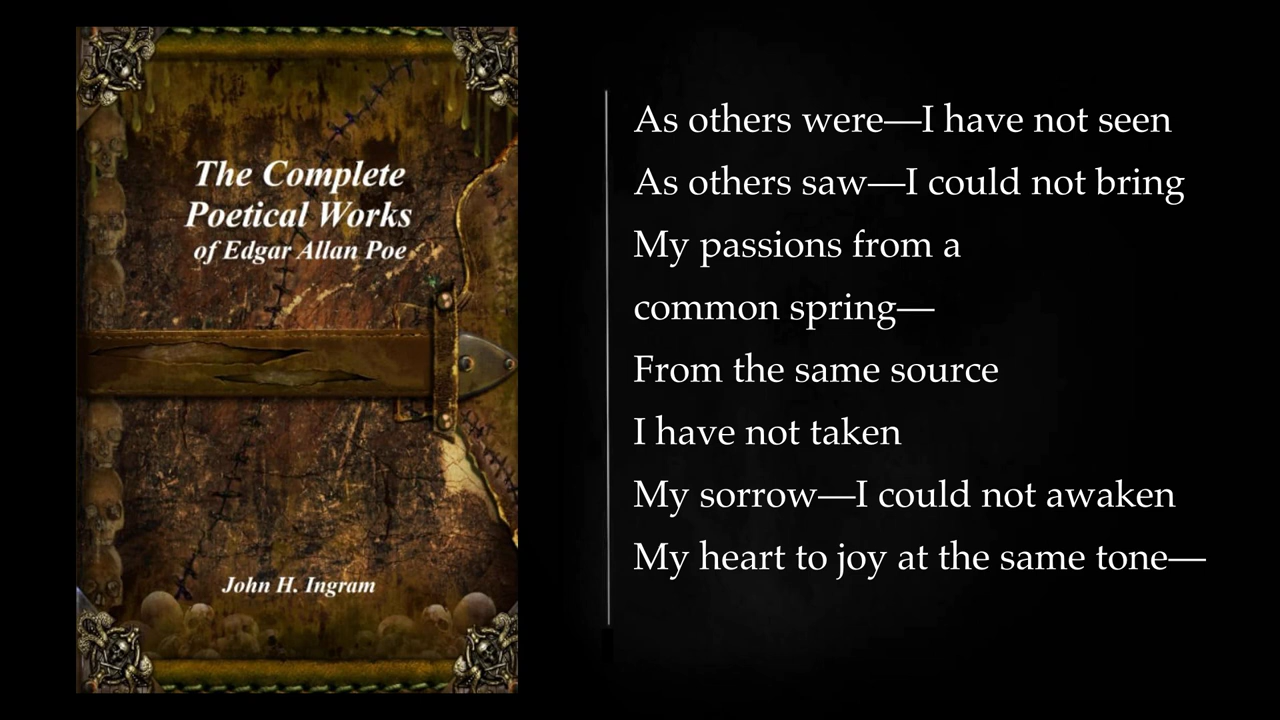 The Complete
Poetical Works
of Edgar Allan Poe
John H. Ingram
As others were—I have not seen
As others saw—I could not bring
My passions from a
common spring—
From the same source
I have not taken
My sorrow—I could not awaken
My heart to joy at the same tone—